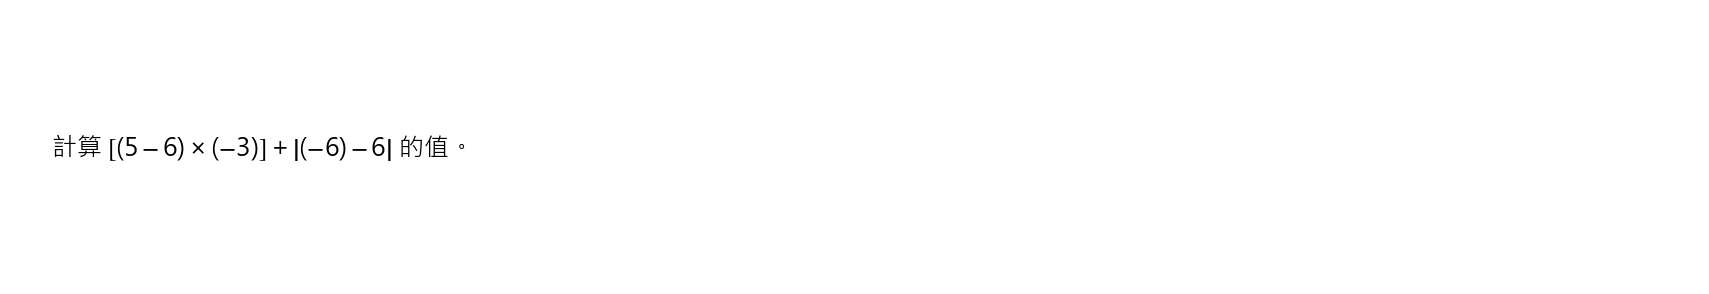 計算 [(5 – 6) × (–3)] + |(–6) – 6| 的值。